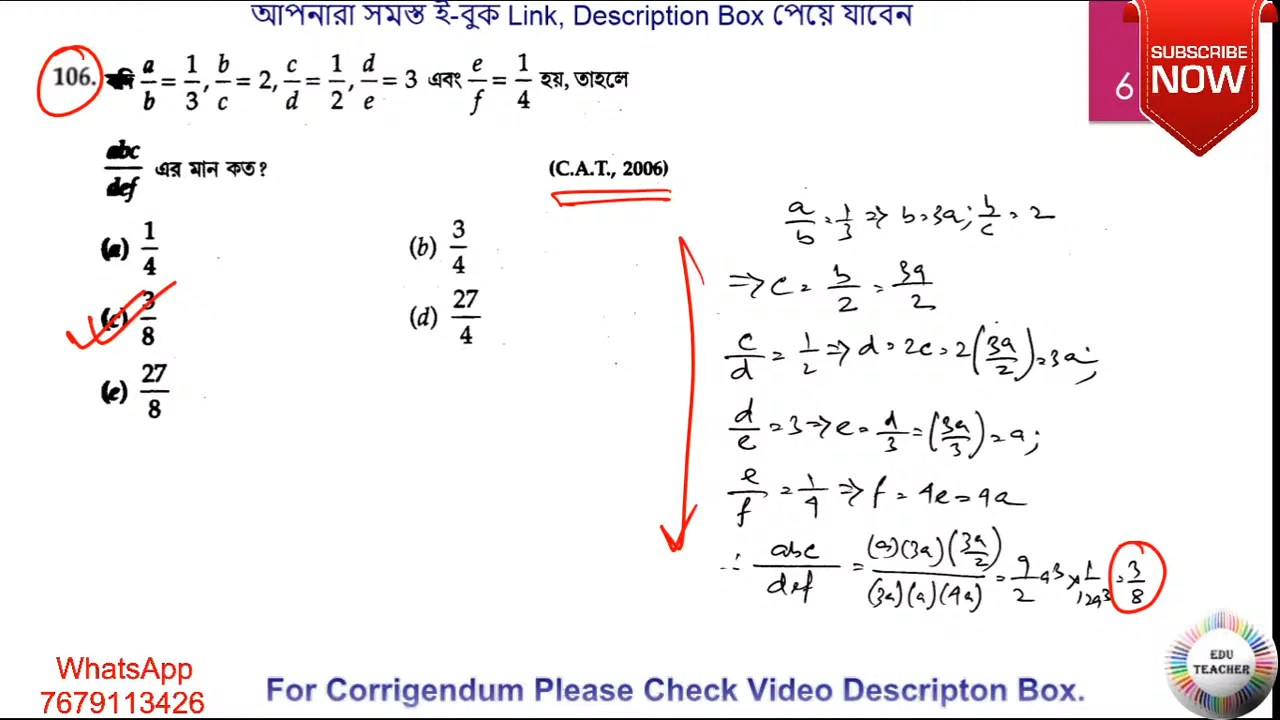 আপনারা সমস্ত ই-বুক Link, Description Box পেয়ে যাবেন
SUBSCRIBE
NOW
6
106. যদি a/b = 1/3, b/c = 2, c/d = 1/2, d/e = 3 এবং e/f = 1/4 হয়, তাহলে
abc/def এর মান কত?
(C.A.T., 2006)
(a) 1/4
(b) 3/4
(c) 3/8
(d) 27/4
(e) 27/8
a/b = 1/3 ⇒ b = 3a; b/c = 2
⇒ c = b/2 = 3a/2
c/d = 1/2 ⇒ d = 2c = 2(3a/2) = 3a;
d/e = 3 ⇒ e = d/3 = (3a/3) = a;
e/f = 1/4 ⇒ f = 4e = 4a
∴ abc/def = (a)(3a)(3a/2)/(3a)(a)(4a) = 9/2 a³ × 1/12a³ = 3/8
EDU
TEACHER
WhatsApp
7679113426
For Corrigendum Please Check Video Descripton Box.